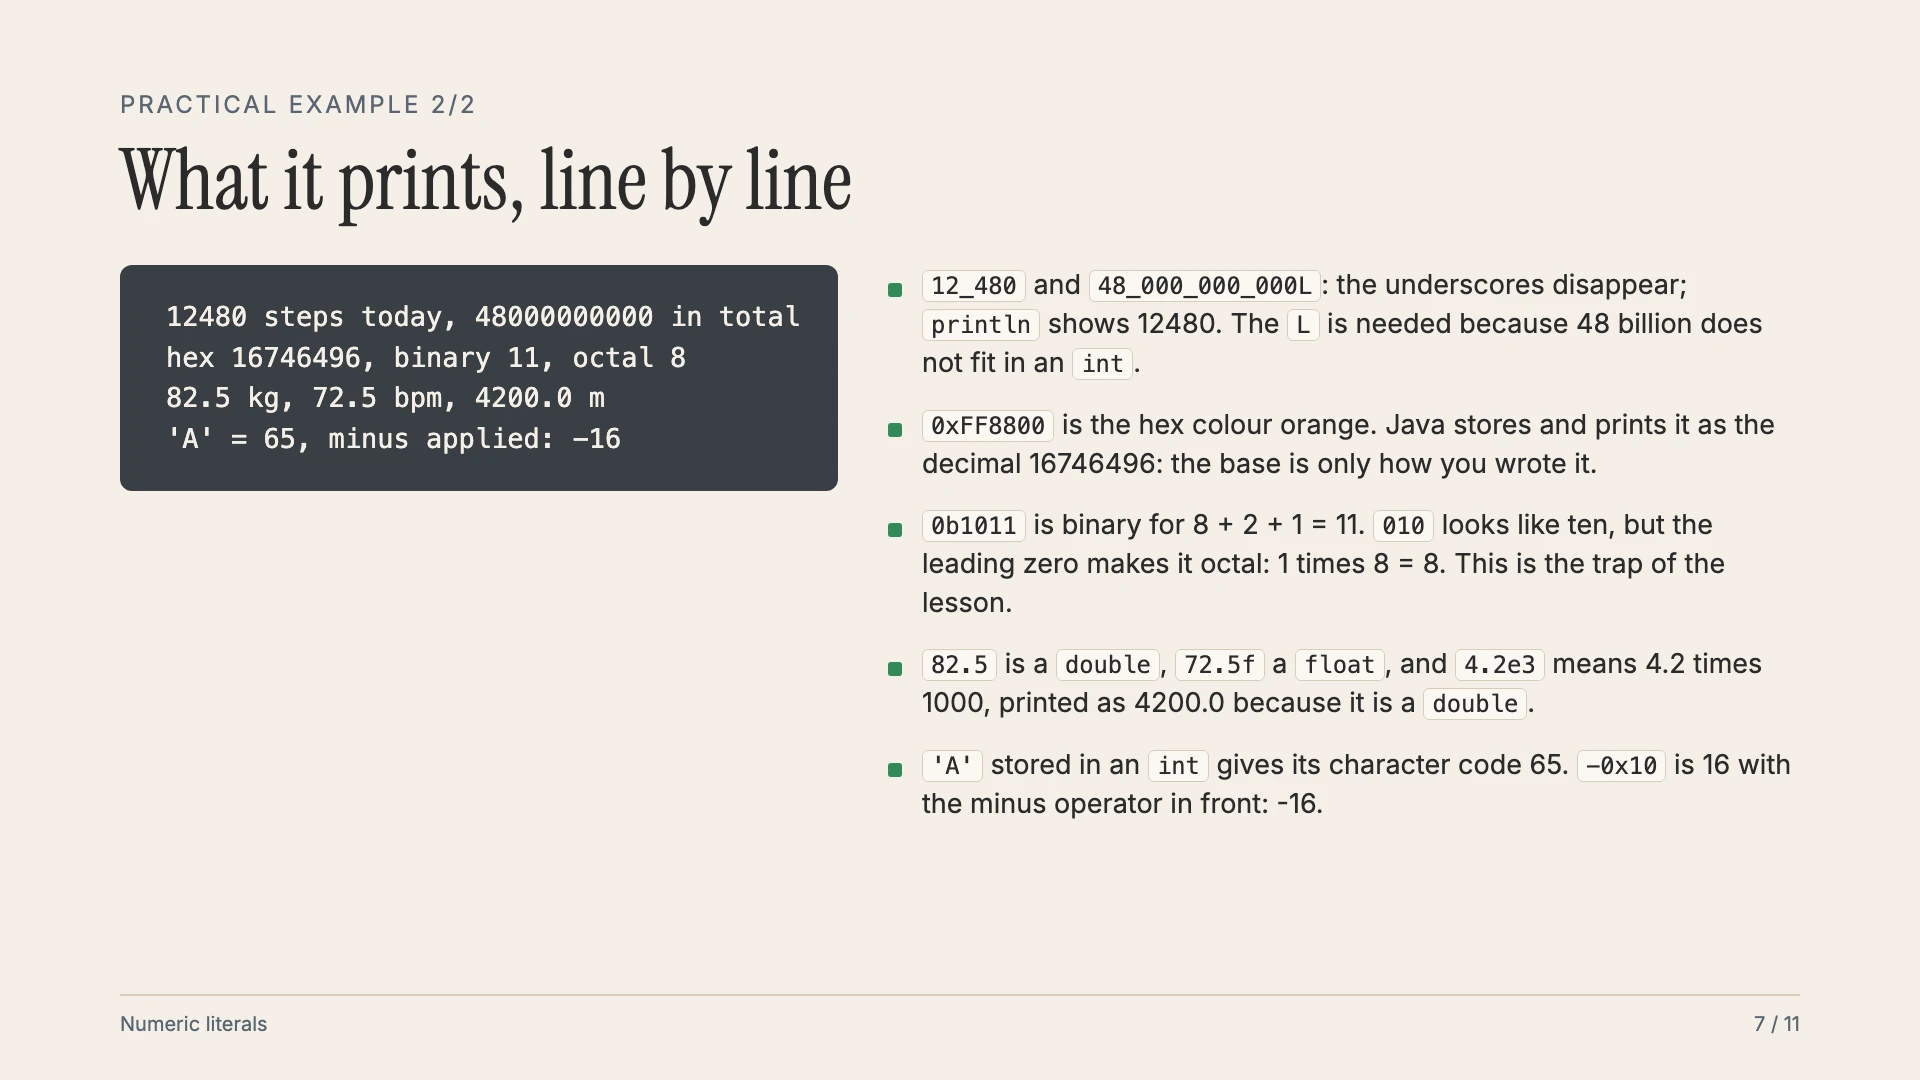 PRACTICAL EXAMPLE 2/2
What it prints, line by line
12480 steps today, 48000000000 in total
hex 16746496, binary 11, octal 8
82.5 kg, 72.5 bpm, 4200.0 m
'A' = 65, minus applied: −16
12_480 and 48_000_000_000L: the underscores disappear;
println shows 12480. The L is needed because 48 billion does
not fit in an int.
0xFF8800 is the hex colour orange. Java stores and prints it as the
decimal 16746496: the base is only how you wrote it.
0b1011 is binary for 8 + 2 + 1 = 11. 010 looks like ten, but the
leading zero makes it octal: 1 times 8 = 8. This is the trap of the
lesson.
82.5 is a double, 72.5f a float, and 4.2e3 means 4.2 times
1000, printed as 4200.0 because it is a double.
'A' stored in an int gives its character code 65. −0x10 is 16 with
the minus operator in front: -16.
Numeric literals
7 / 11